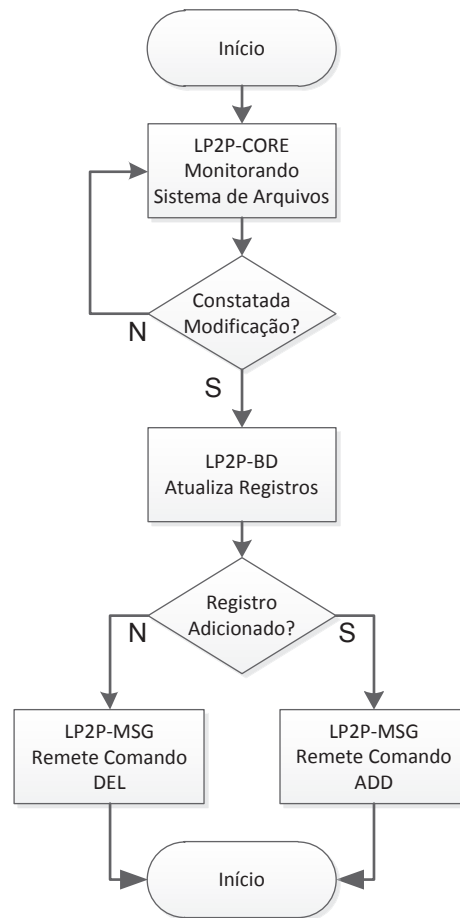 Início
LP2P-CORE
Monitorando
Sistema de Arquivos
Constatada
Modificação?
N
S
LP2P-BD
Atualiza Registros
Registro
Adicionado?
N
S
LP2P-MSG
Remete Comando
DEL
LP2P-MSG
Remete Comando
ADD
Início